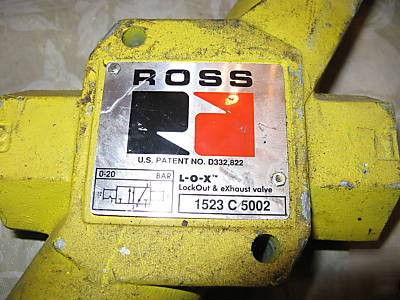 ROSS
U.S. PATENT NO. D332,822
0-20 BAR
L-O-X™
LockOut & eXhaust valve
1523 C 5002